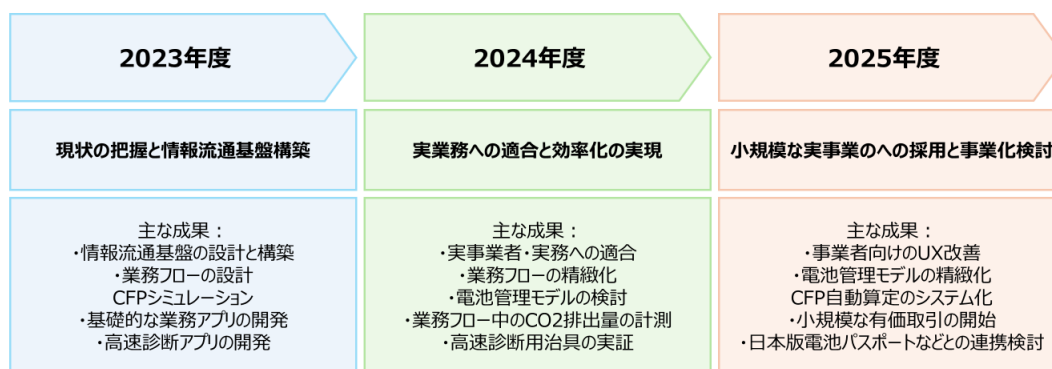 2023年度
2024年度
2025年度
現状の把握と情報流通基盤構築
実業務への適合と効率化の実現
小規模な実事業のへの採用と事業化検討
主な成果：
・情報流通基盤の設計と構築
・業務フローの設計
CFPシミュレーション
・基礎的な業務アプリの開発
・高速診断アプリの開発
主な成果：
・実事業者・実務への適合
・業務フローの精緻化
・電池管理モデルの検討
・業務フロー中のCO2排出量の計測
・高速診断用治具の実証
主な成果：
・事業者向けのUX改善
・電池管理モデルの精緻化
CFP自動算定のシステム化
・小規模な有価取引の開始
・日本版電池パスポートなどとの連携検討